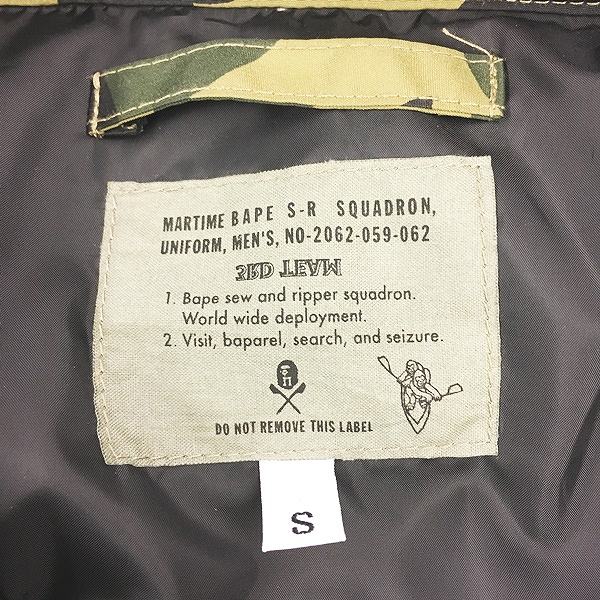 MARTIME BAPE S-R SQUADRON,
UNIFORM, MEN'S, NO-2062-059-062
3RD TEAM
1. Bape sew and ripper squadron.
World wide deployment.
2. Visit, baparel, search, and seizure.
DO NOT REMOVE THIS LABEL
S